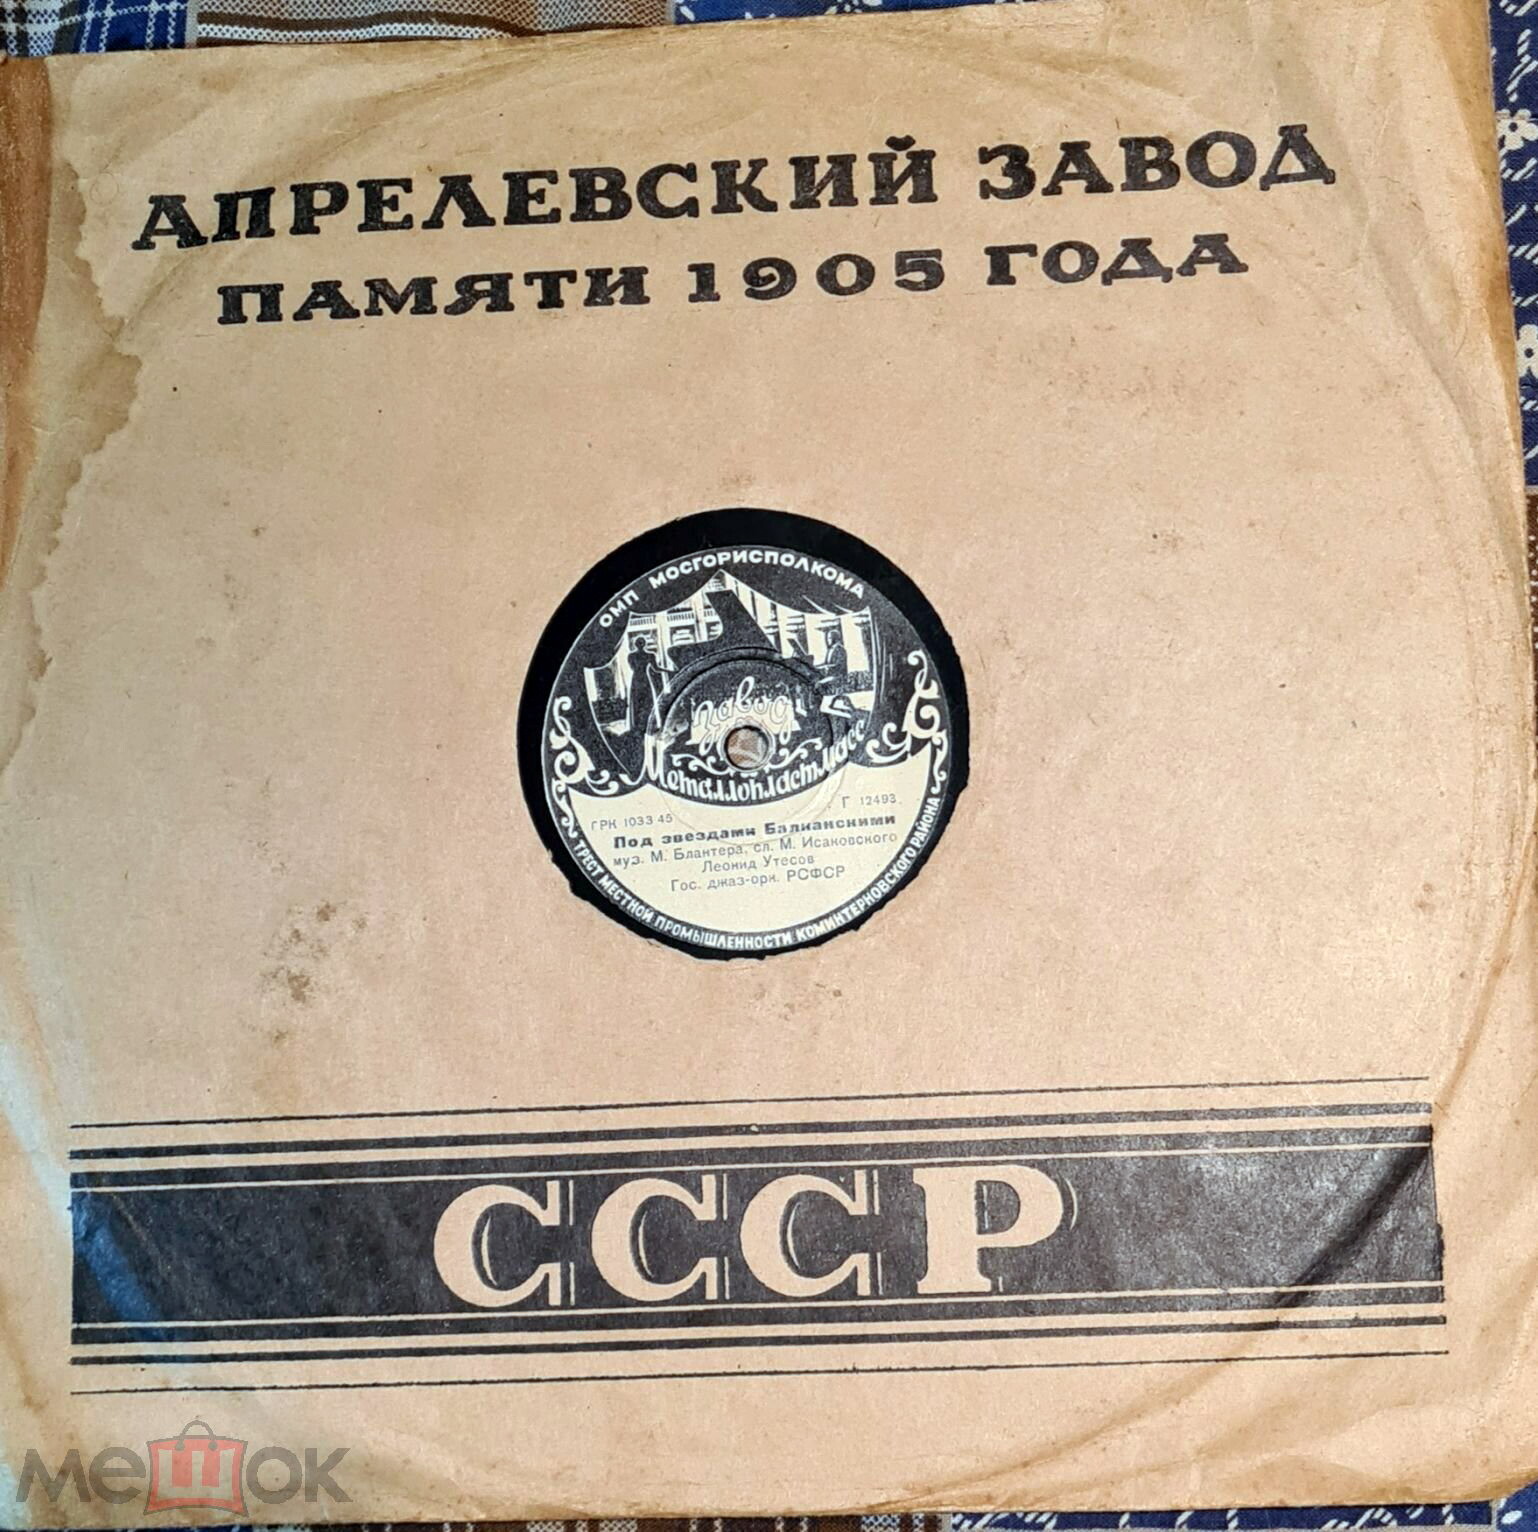 АПРЕЛЕВСКИЙ ЗАВОД
ПАМЯТИ 1905 ГОДА
ОМП МОСГОРИСПОЛКОМА
Завод
Металлопластмасс
ГРК 1033 45 Г 12493
Под звездами Балканскими
муз. М. Блантера, сл. М. Исаковского
Леонид Утесов
Гос. джаз-орк. РСФСР
ТРЕСТ МЕСТНОЙ ПРОМЫШЛЕННОСТИ КОМИНТЕРНОВСКОГО РАЙОНА
СССР
мешок